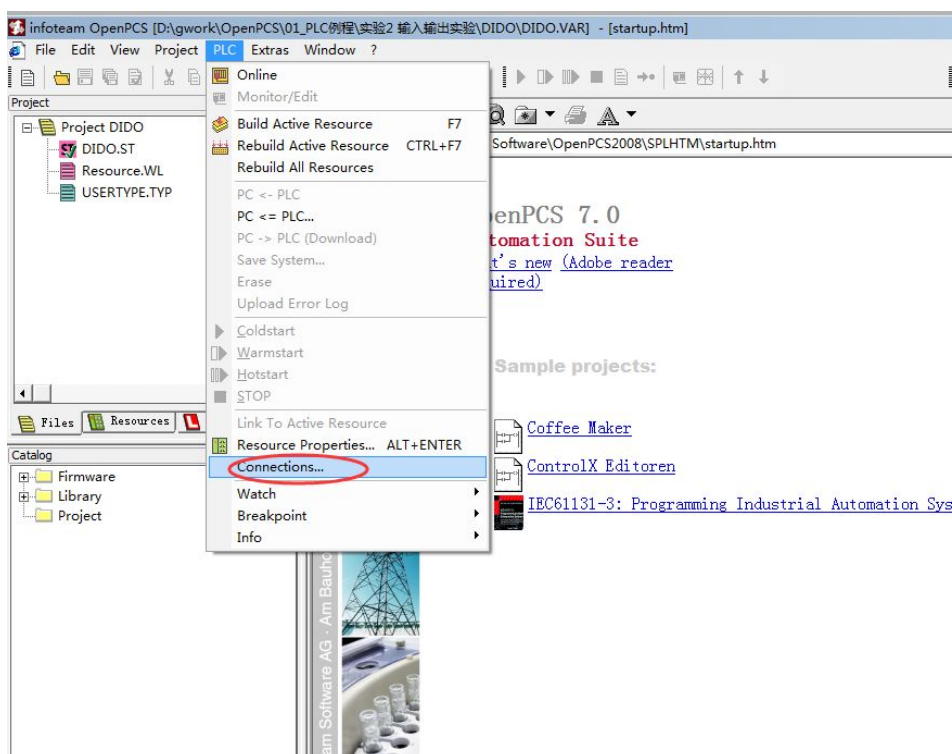 infoteam OpenPCS [D:\gwork\OpenPCS\01_PLC例程\实验2 输入输出实验\DIDO\DIDO.VAR] - [startup.htm]
File Edit View Project PLC Extras Window ?
Project
Project DIDO
DIDO.ST
Resource.WL
USERTYPE.TYP
Files Resources L
Catalog
Firmware
Library
Project
Online
Monitor/Edit
Build Active Resource F7
Rebuild Active Resource CTRL+F7
Rebuild All Resources
PC <- PLC
PC <= PLC...
PC -> PLC (Download)
Save System...
Erase
Upload Error Log
Coldstart
Warmstart
Hotstart
STOP
Link To Active Resource
Resource Properties... ALT+ENTER
Connections...
Watch
Breakpoint
Info
Software\OpenPCS2008\SPLHTM\startup.htm
enPCS 7.0
tomation Suite
t's new (Adobe reader
uired)
Sample projects:
Coffee Maker
ControlX Editoren
IEC61131-3: Programming Industrial Automation Sys
am Software AG · Am Bauho